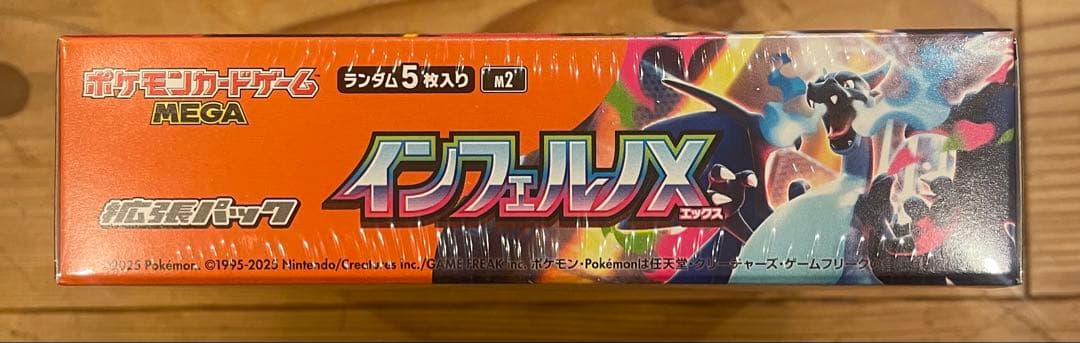 ポケモンカードゲーム
MEGA
ランダム5枚入り
M2
インフェルノX
エックス
拡張パック
2025 Pokémon. ©1995-2025 Nintendo/Creatures Inc./GAME FREAK inc. ポケモン・Pokémonは任天堂・クリーチャーズ・ゲームフリークの